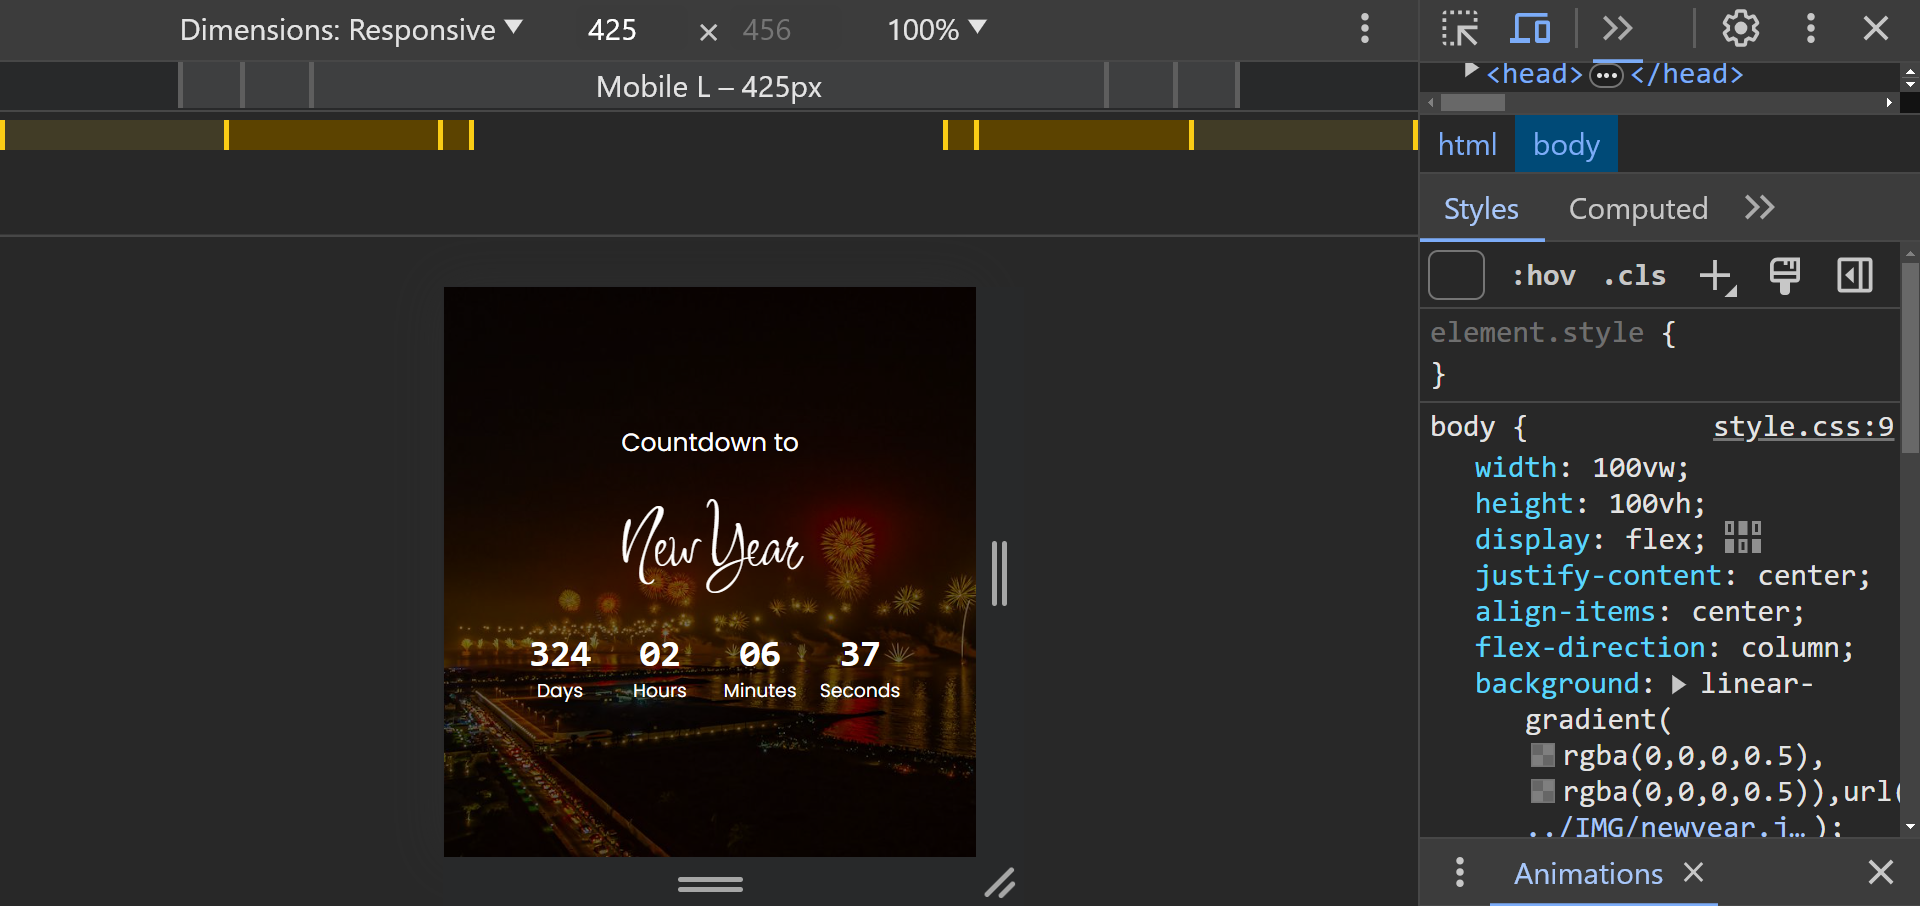 Dimensions: Responsive 425 × 456 100%
Mobile L – 425px
Countdown to
New Year
324 02 06 37
Days Hours Minutes Seconds
<head> ••• </head>
html body
Styles Computed
:hov .cls
element.style {
}
body { style.css:9
width: 100vw;
height: 100vh;
display: flex;
justify-content: center;
align-items: center;
flex-direction: column;
background: linear-
gradient(
rgba(0,0,0,0.5),
rgba(0,0,0,0.5)),url(
../IMG/newyear.j… );
Animations